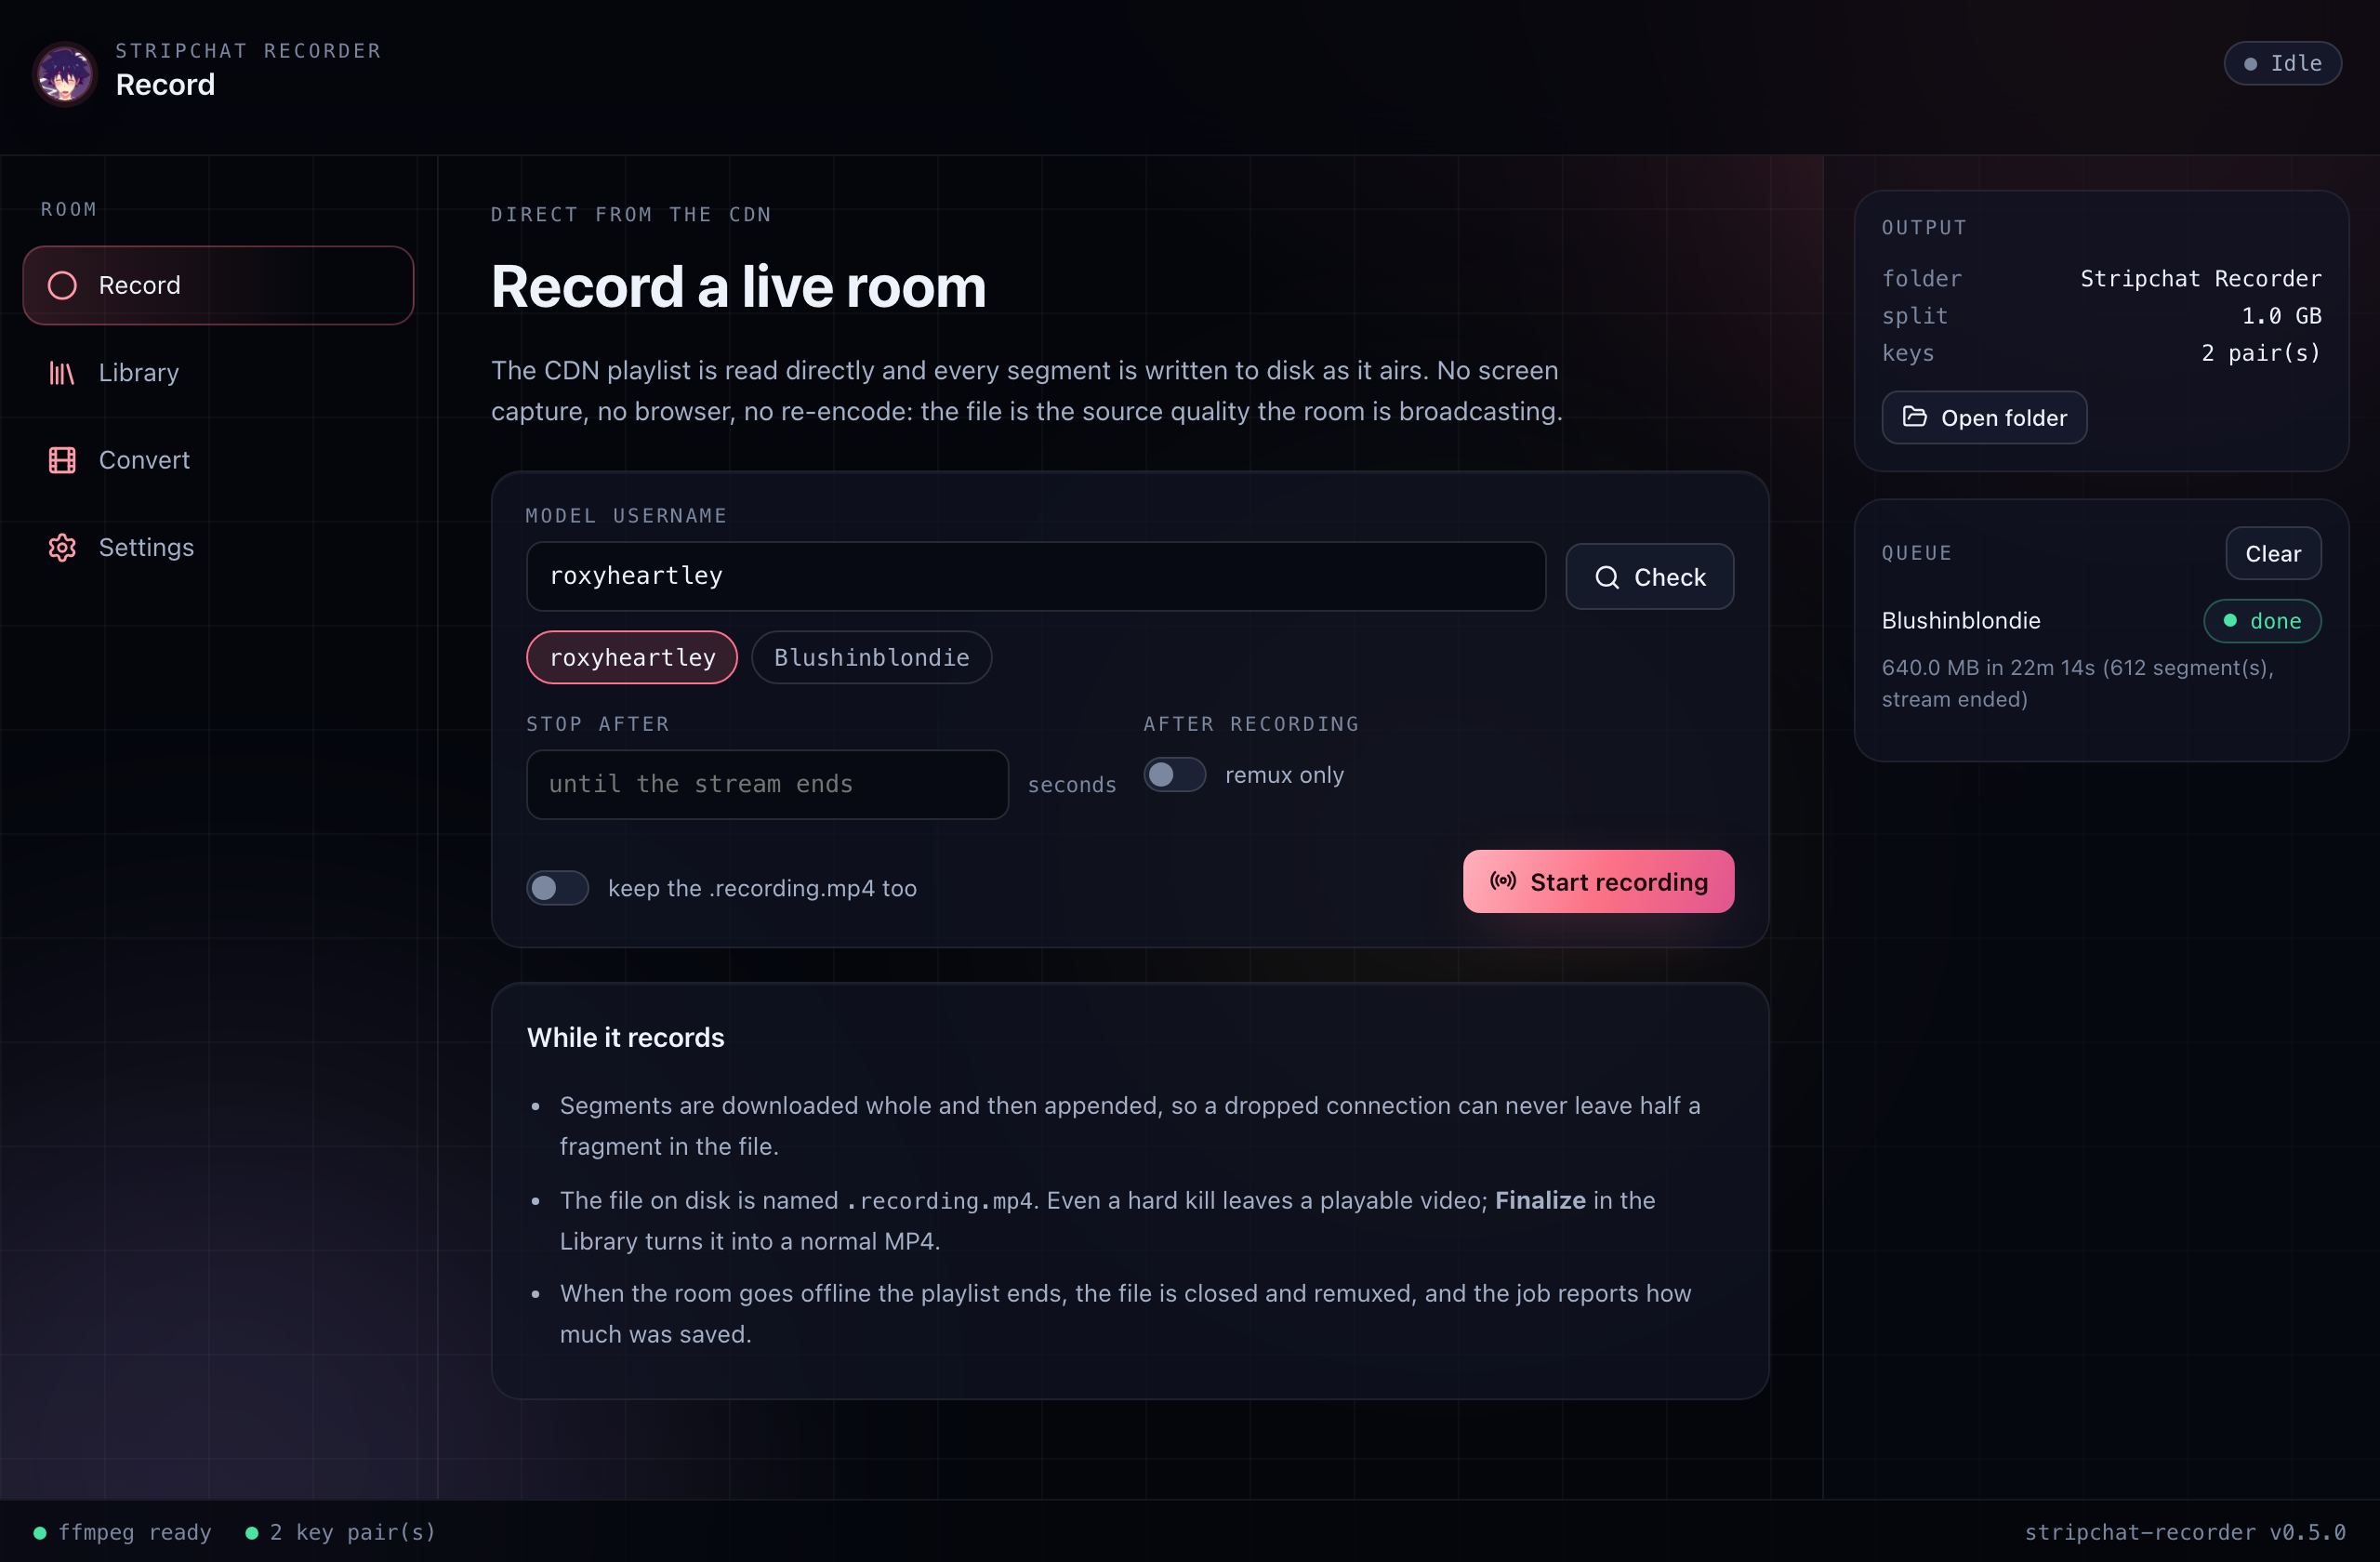 STRIPCHAT RECORDER
Record
Idle
ROOM
Record
Library
Convert
Settings
DIRECT FROM THE CDN
Record a live room
The CDN playlist is read directly and every segment is written to disk as it airs. No screen
capture, no browser, no re-encode: the file is the source quality the room is broadcasting.
MODEL USERNAME
roxyheartley
Check
roxyheartley
Blushinblondie
STOP AFTER
until the stream ends
seconds
AFTER RECORDING
remux only
keep the .recording.mp4 too
Start recording
While it records
• Segments are downloaded whole and then appended, so a dropped connection can never leave half a
fragment in the file.
• The file on disk is named .recording.mp4. Even a hard kill leaves a playable video; Finalize in the
Library turns it into a normal MP4.
• When the room goes offline the playlist ends, the file is closed and remuxed, and the job reports how
much was saved.
OUTPUT
folder Stripchat Recorder
split 1.0 GB
keys 2 pair(s)
Open folder
QUEUE
Clear
Blushinblondie
done
640.0 MB in 22m 14s (612 segment(s),
stream ended)
ffmpeg ready
2 key pair(s)
stripchat-recorder v0.5.0